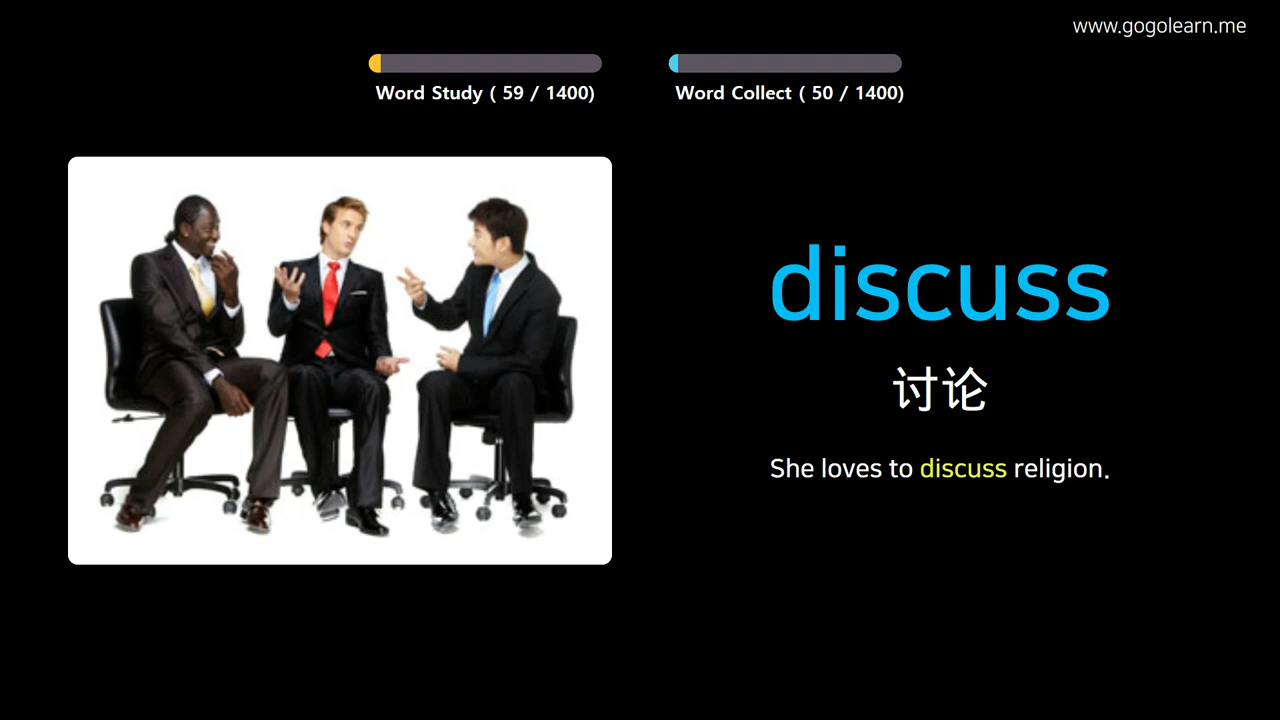 www.gogolearn.me
Word Study ( 59 / 1400)
Word Collect ( 50 / 1400)
discuss
讨论
She loves to discuss religion.